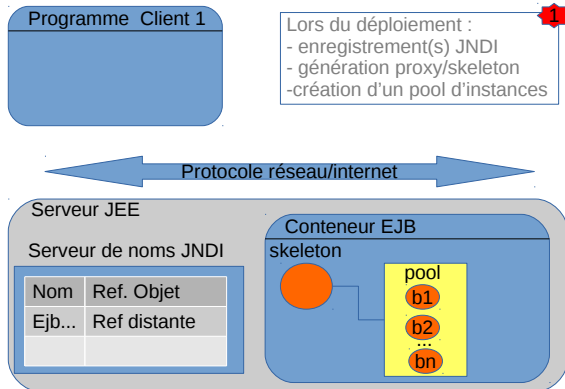 Programme  Client 1
1
Lors du déploiement :
- enregistrement(s) JNDI
- génération proxy/skeleton
-création d'un pool d'instances
Protocole réseau/internet
Serveur JEE
Conteneur EJB
Serveur de noms JNDI
skeleton
pool
Nom Ref. Objet
b1
Ejb... Ref distante
b2
...
bn